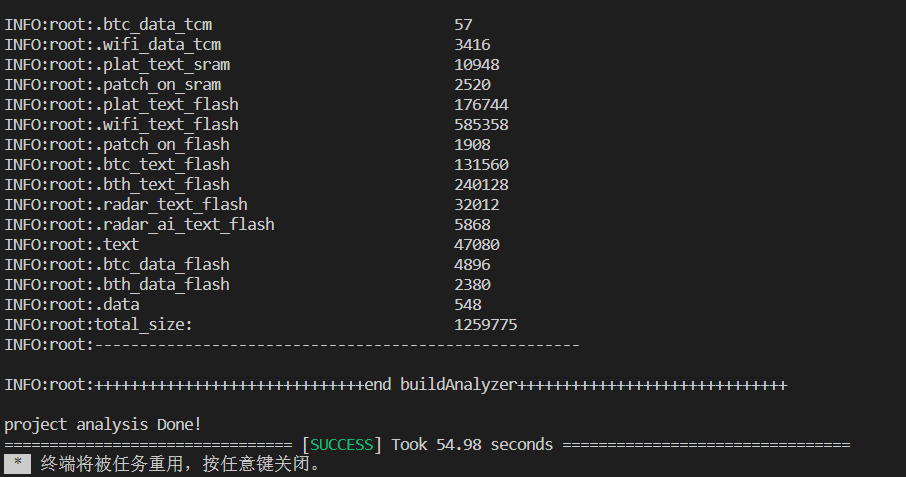 INFO:root:.btc_data_tcm 57
INFO:root:.wifi_data_tcm 3416
INFO:root:.plat_text_sram 10948
INFO:root:.patch_on_sram 2520
INFO:root:.plat_text_flash 176744
INFO:root:.wifi_text_flash 585358
INFO:root:.patch_on_flash 1908
INFO:root:.btc_text_flash 131560
INFO:root:.bth_text_flash 240128
INFO:root:.radar_text_flash 32012
INFO:root:.radar_ai_text_flash 5868
INFO:root:.text 47080
INFO:root:.btc_data_flash 4896
INFO:root:.bth_data_flash 2380
INFO:root:.data 548
INFO:root:total_size: 1259775
INFO:root:------------------------------------------------------
INFO:root:++++++++++++++++++++++++++++++end buildAnalyzer++++++++++++++++++++++++++++++
project analysis Done!
================================ [SUCCESS] Took 54.98 seconds ================================
* 终端将被任务重用，按任意键关闭。